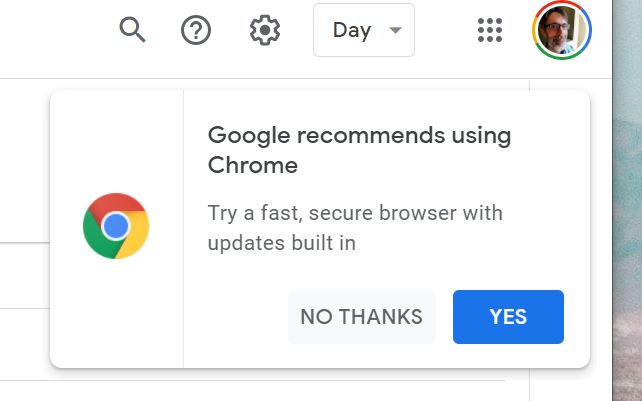 Day
Google recommends using
Chrome
Try a fast, secure browser with
updates built in
NO THANKS
YES